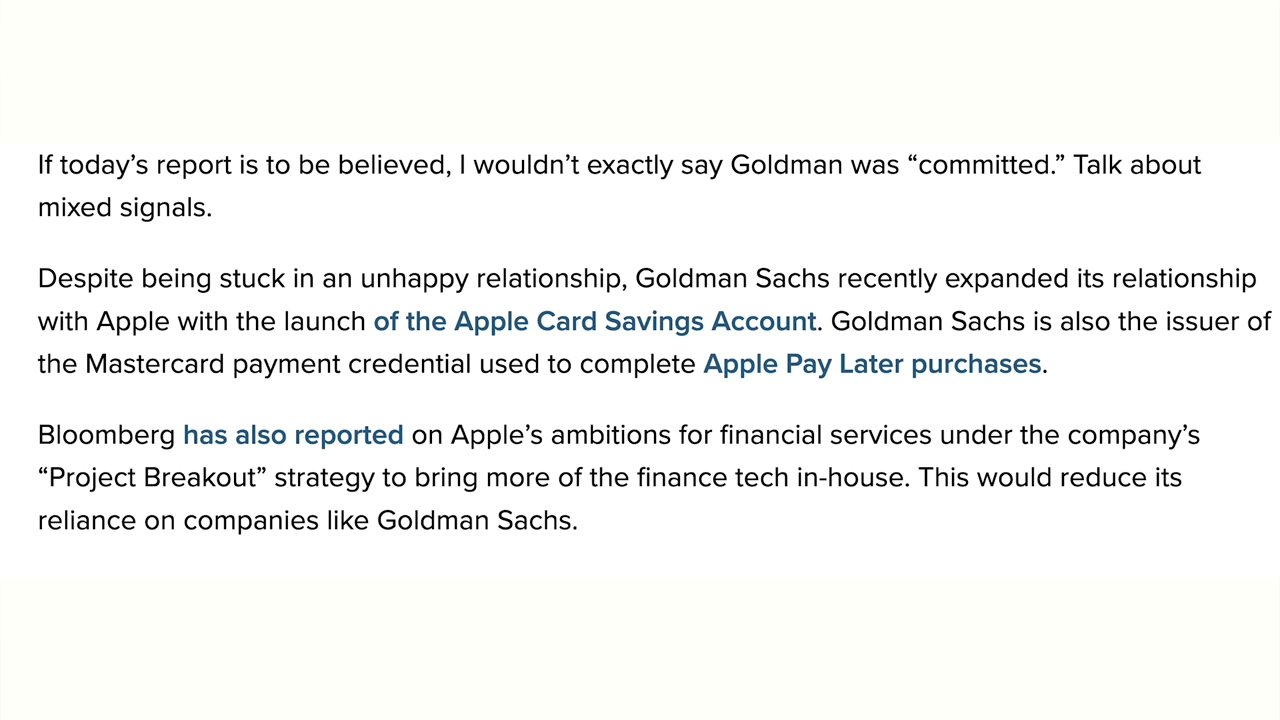 If today’s report is to be believed, I wouldn’t exactly say Goldman was “committed.” Talk about
mixed signals.
Despite being stuck in an unhappy relationship, Goldman Sachs recently expanded its relationship
with Apple with the launch of the Apple Card Savings Account. Goldman Sachs is also the issuer of
the Mastercard payment credential used to complete Apple Pay Later purchases.
Bloomberg has also reported on Apple’s ambitions for financial services under the company’s
“Project Breakout” strategy to bring more of the finance tech in-house. This would reduce its
reliance on companies like Goldman Sachs.